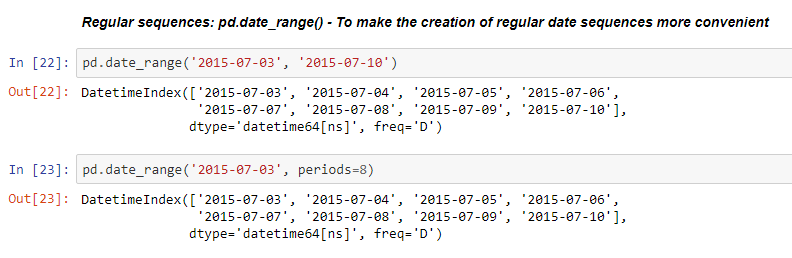 Regular sequences: pd.date_range() - To make the creation of regular date sequences more convenient
In [22]: pd.date_range('2015-07-03', '2015-07-10')
Out[22]: DatetimeIndex(['2015-07-03', '2015-07-04', '2015-07-05', '2015-07-06',
'2015-07-07', '2015-07-08', '2015-07-09', '2015-07-10'],
dtype='datetime64[ns]', freq='D')
In [23]: pd.date_range('2015-07-03', periods=8)
Out[23]: DatetimeIndex(['2015-07-03', '2015-07-04', '2015-07-05', '2015-07-06',
'2015-07-07', '2015-07-08', '2015-07-09', '2015-07-10'],
dtype='datetime64[ns]', freq='D')